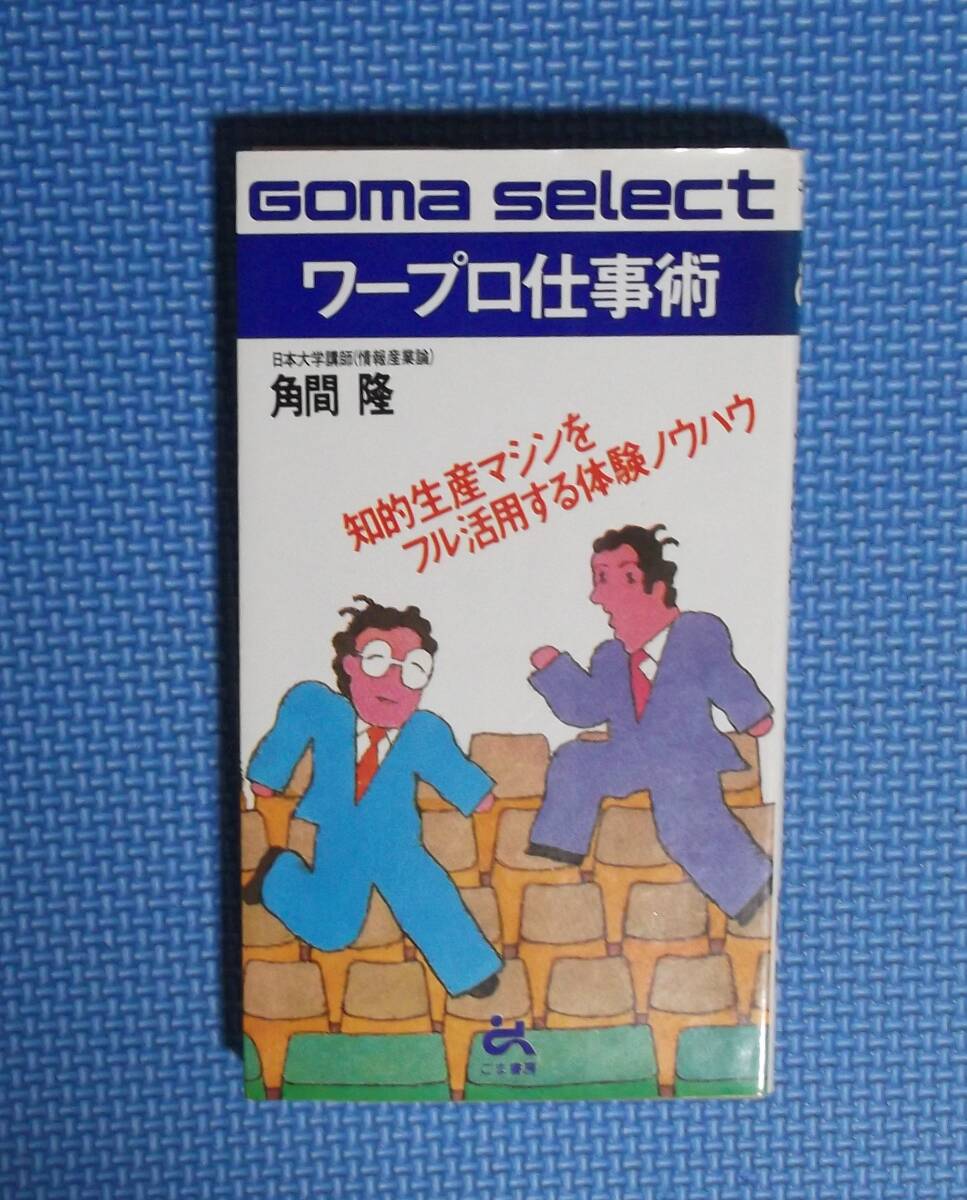 Goma select
ワープロ仕事術
日本大学講師(情報産業論)
角間 隆
知的生産マシンを
フル活用する体験ノウハウ
ごま書房